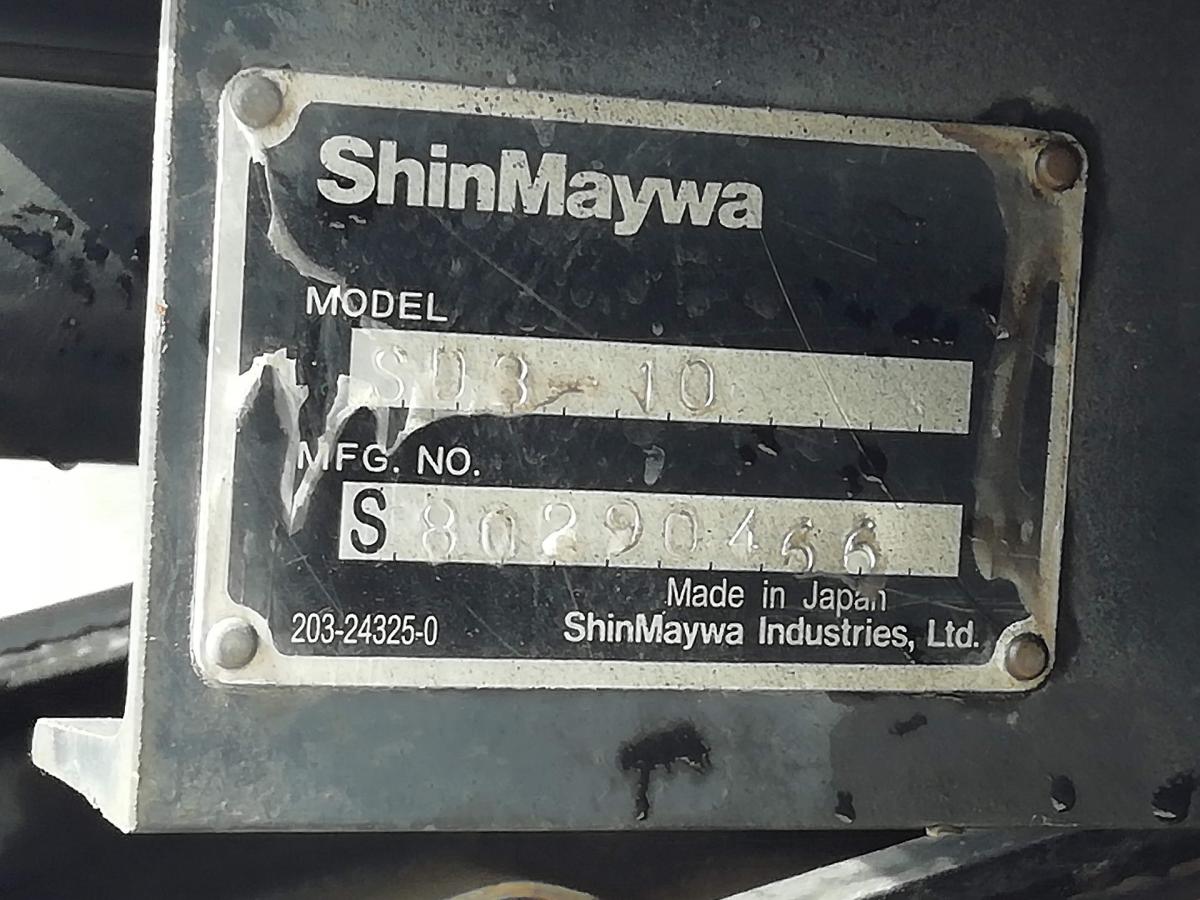 ShinMaywa
MODEL
SD3-10
MFG. NO.
S 80290466
Made in Japan
203-24325-0
ShinMaywa Industries, Ltd.